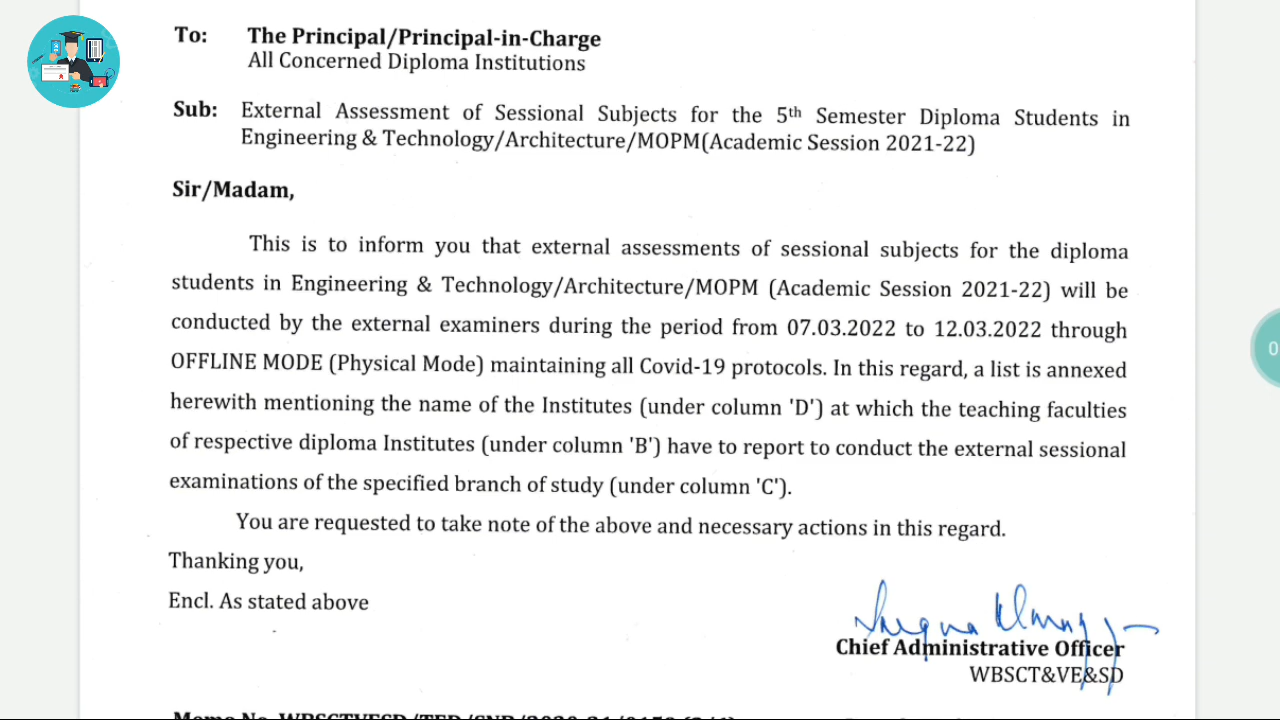 To: The Principal/Principal-in-Charge
All Concerned Diploma Institutions
Sub: External Assessment of Sessional Subjects for the 5th Semester Diploma Students in
Engineering & Technology/Architecture/MOPM(Academic Session 2021-22)
Sir/Madam,
This is to inform you that external assessments of sessional subjects for the diploma
students in Engineering & Technology/Architecture/MOPM (Academic Session 2021-22) will be
conducted by the external examiners during the period from 07.03.2022 to 12.03.2022 through
OFFLINE MODE (Physical Mode) maintaining all Covid-19 protocols. In this regard, a list is annexed
herewith mentioning the name of the Institutes (under column 'D') at which the teaching faculties
of respective diploma Institutes (under column 'B') have to report to conduct the external sessional
examinations of the specified branch of study (under column 'C').
You are requested to take note of the above and necessary actions in this regard.
Thanking you,
Encl. As stated above
Chief Administrative Officer
WBSCT&VE&SD